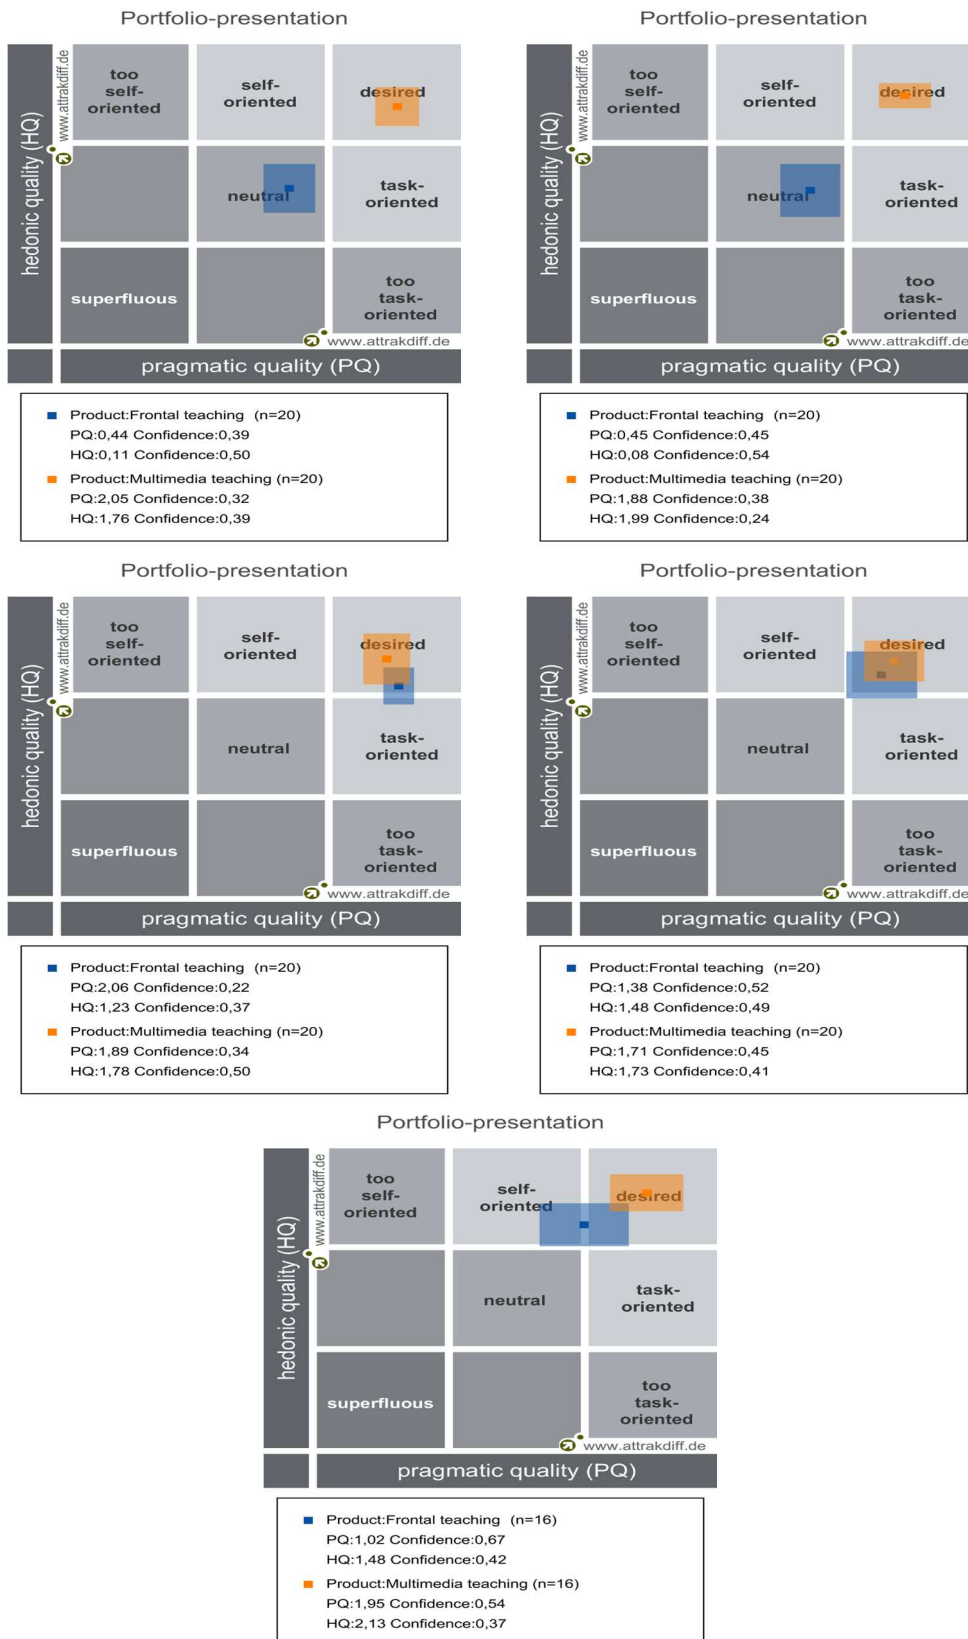 Portfolio-presentation
hedonic quality (HQ)
www.attrakdiff.de
too
self-
oriented
self-
oriented
desired
neutral
task-
oriented
superfluous
too
task-
oriented
www.attrakdiff.de
pragmatic quality (PQ)
Product:Frontal teaching (n=20)
PQ:0,44 Confidence:0,39
HQ:0,11 Confidence:0,50
Product:Multimedia teaching (n=20)
PQ:2,05 Confidence:0,32
HQ:1,76 Confidence:0,39
Portfolio-presentation
hedonic quality (HQ)
www.attrakdiff.de
too
self-
oriented
self-
oriented
desired
neutral
task-
oriented
superfluous
too
task-
oriented
www.attrakdiff.de
pragmatic quality (PQ)
Product:Frontal teaching (n=20)
PQ:0,45 Confidence:0,45
HQ:0,08 Confidence:0,54
Product:Multimedia teaching (n=20)
PQ:1,88 Confidence:0,38
HQ:1,99 Confidence:0,24
Portfolio-presentation
hedonic quality (HQ)
www.attrakdiff.de
too
self-
oriented
self-
oriented
desired
neutral
task-
oriented
superfluous
too
task-
oriented
www.attrakdiff.de
pragmatic quality (PQ)
Product:Frontal teaching (n=20)
PQ:2,06 Confidence:0,22
HQ:1,23 Confidence:0,37
Product:Multimedia teaching (n=20)
PQ:1,89 Confidence:0,34
HQ:1,78 Confidence:0,50
Portfolio-presentation
hedonic quality (HQ)
www.attrakdiff.de
too
self-
oriented
self-
oriented
desired
neutral
task-
oriented
superfluous
too
task-
oriented
www.attrakdiff.de
pragmatic quality (PQ)
Product:Frontal teaching (n=20)
PQ:1,38 Confidence:0,52
HQ:1,48 Confidence:0,49
Product:Multimedia teaching (n=20)
PQ:1,71 Confidence:0,45
HQ:1,73 Confidence:0,41
Portfolio-presentation
hedonic quality (HQ)
www.attrakdiff.de
too
self-
oriented
self-
oriented
desired
neutral
task-
oriented
superfluous
too
task-
oriented
www.attrakdiff.de
pragmatic quality (PQ)
Product:Frontal teaching (n=16)
PQ:1,02 Confidence:0,67
HQ:1,48 Confidence:0,42
Product:Multimedia teaching (n=16)
PQ:1,95 Confidence:0,54
HQ:2,13 Confidence:0,37